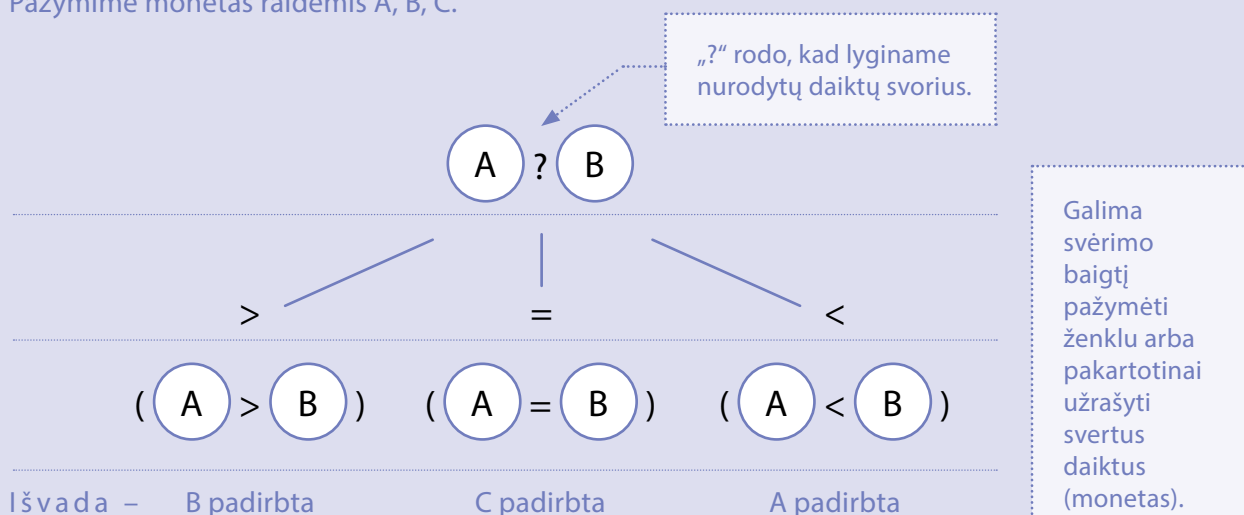 Pažymime monetas raidėmis A, B, C.
„?“ rodo, kad lyginame
nurodytų daiktų svorius.
A ? B
> = <
( A > B ) ( A = B ) ( A < B )
Išvada – B padirbta C padirbta A padirbta
Galima
svėrimo
baigtį
pažymėti
ženklu arba
pakartotinai
užrašyti
svertus
daiktus
(monetas).